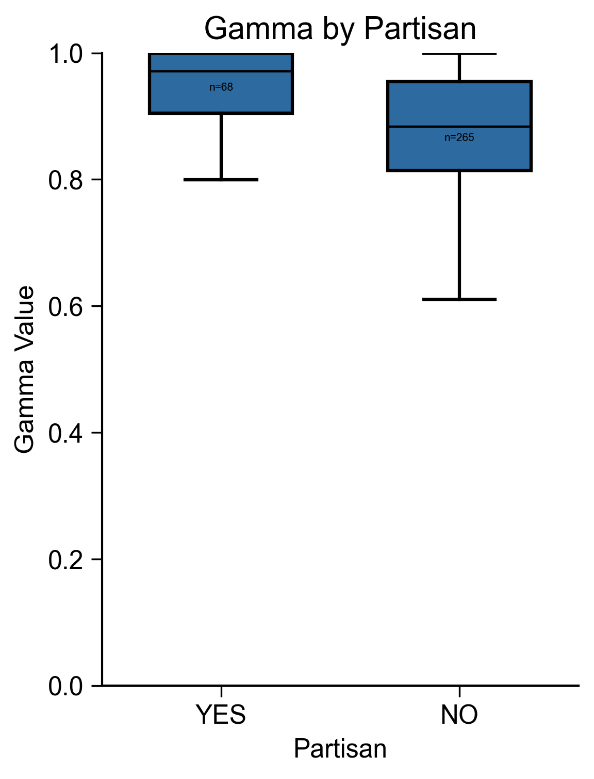 Gamma by Partisan
1.0
0.8
0.6
0.4
0.2
0.0
Gamma Value
n=68
n=265
YES
NO
Partisan